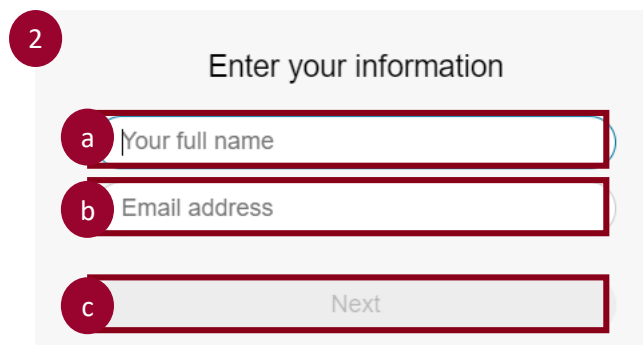 2
Enter your information
a Your full name
b Email address
c Next